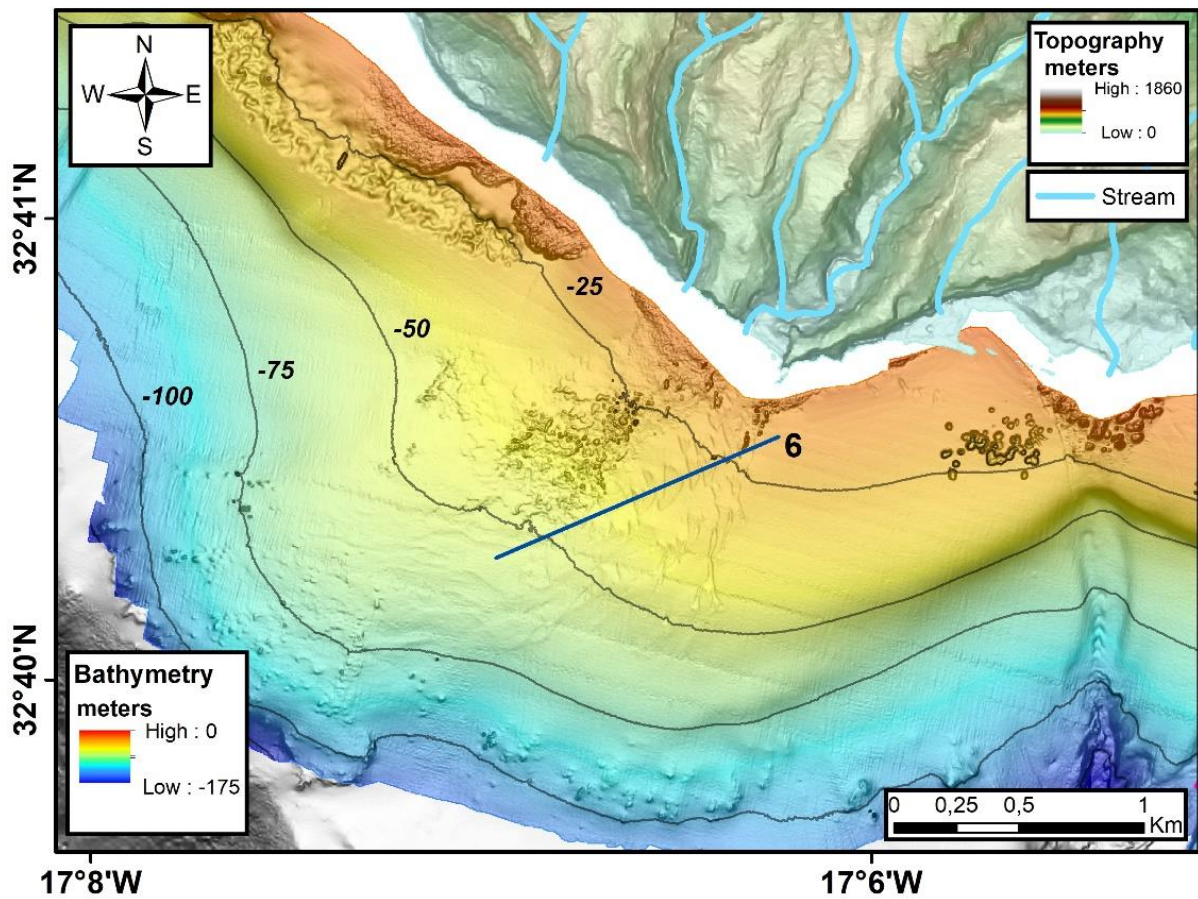 N
W E
S
Topography
meters
High : 1860
Low : 0
Stream
32°41'N
-25
-50
-75
-100
6
32°40'N
Bathymetry
meters
High : 0
Low : -175
0 0,25 0,5 1
Km
17°8'W 17°6'W